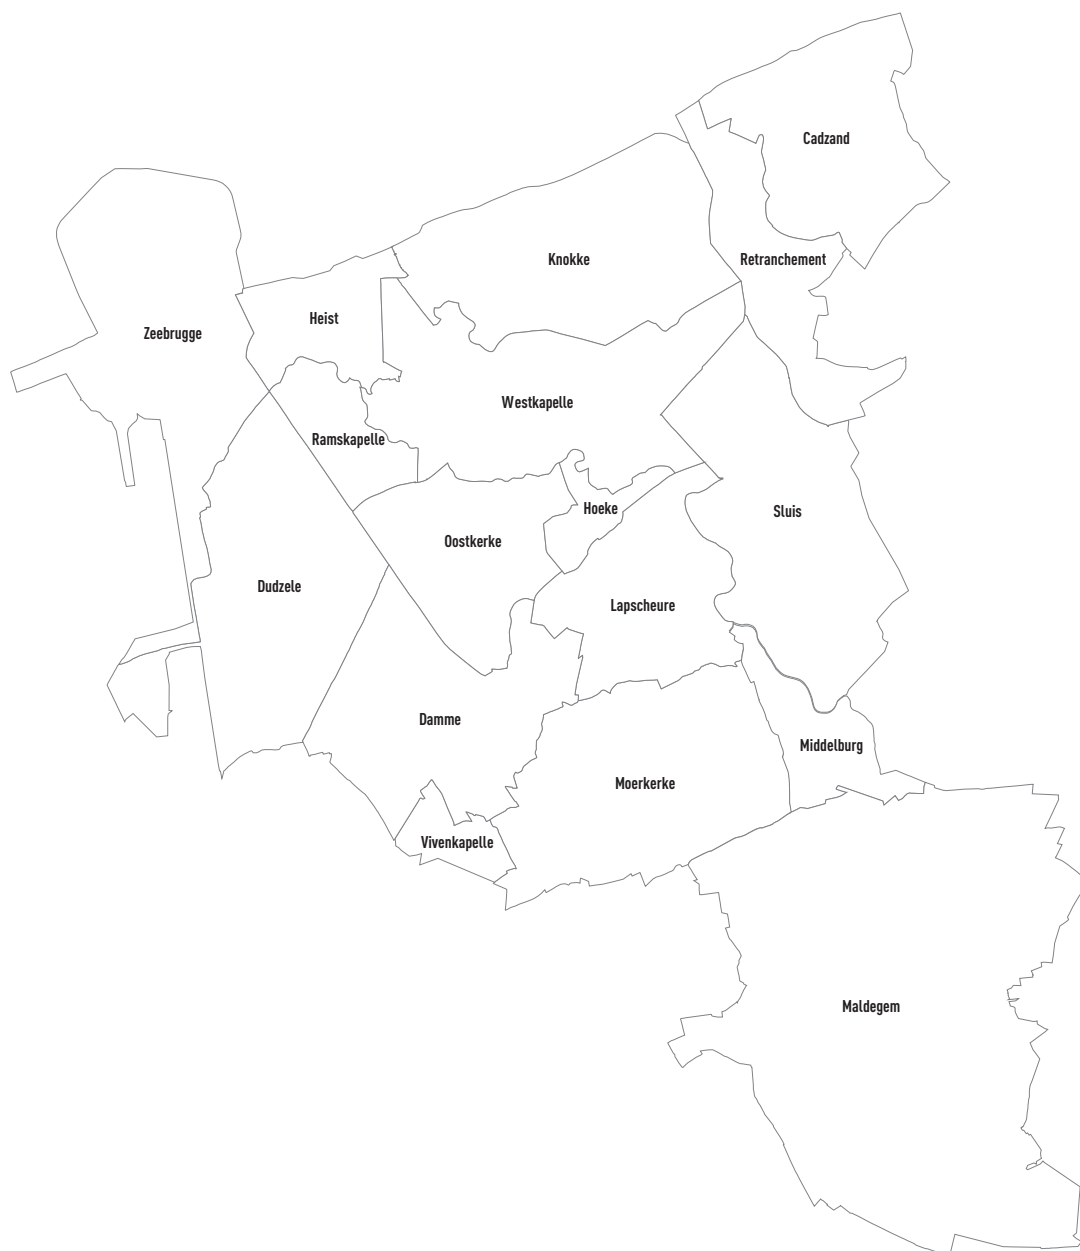 Cadzand
Knokke
Retranchement
Heist
Zeebrugge
Westkapelle
Ramskapelle
Hoeke
Sluis
Oostkerke
Dudzele
Lapscheure
Damme
Middelburg
Moerkerke
Vivenkapelle
Maldegem